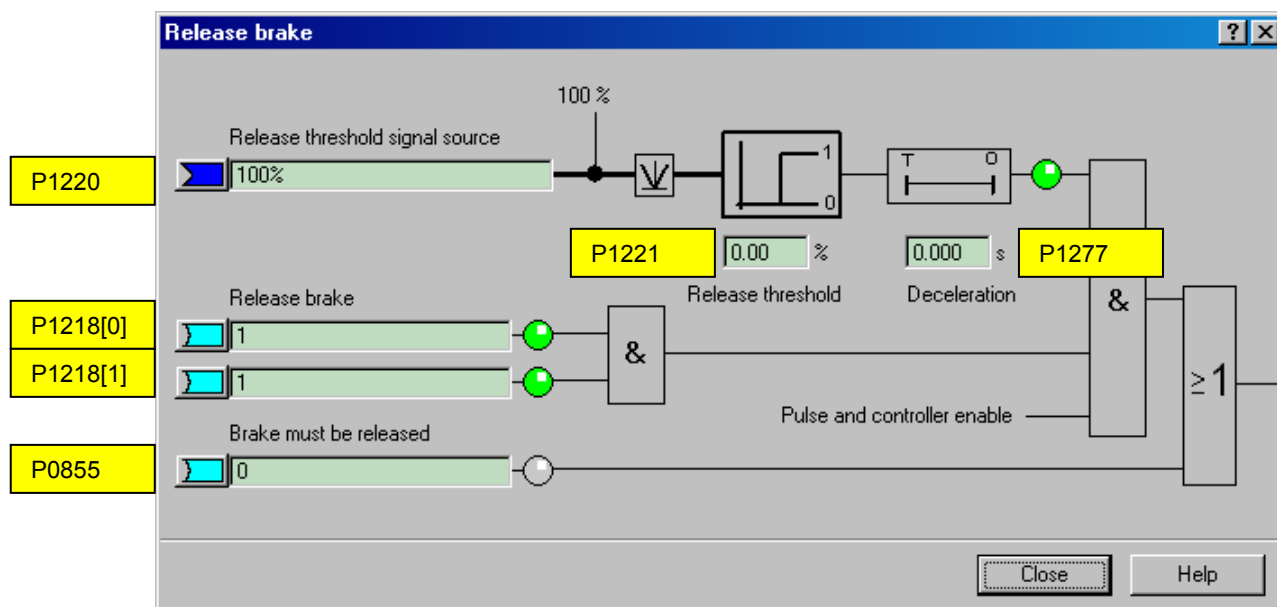 Release brake
? X
100 %
Release threshold signal source
P1220
100%
1
0
T 0
P1221
0.00 %
0.000 s
P1277
Release threshold
Deceleration
&
Release brake
P1218[0]
1
P1218[1]
1
&
≥1
Pulse and controller enable
Brake must be released
P0855
0
Close
Help